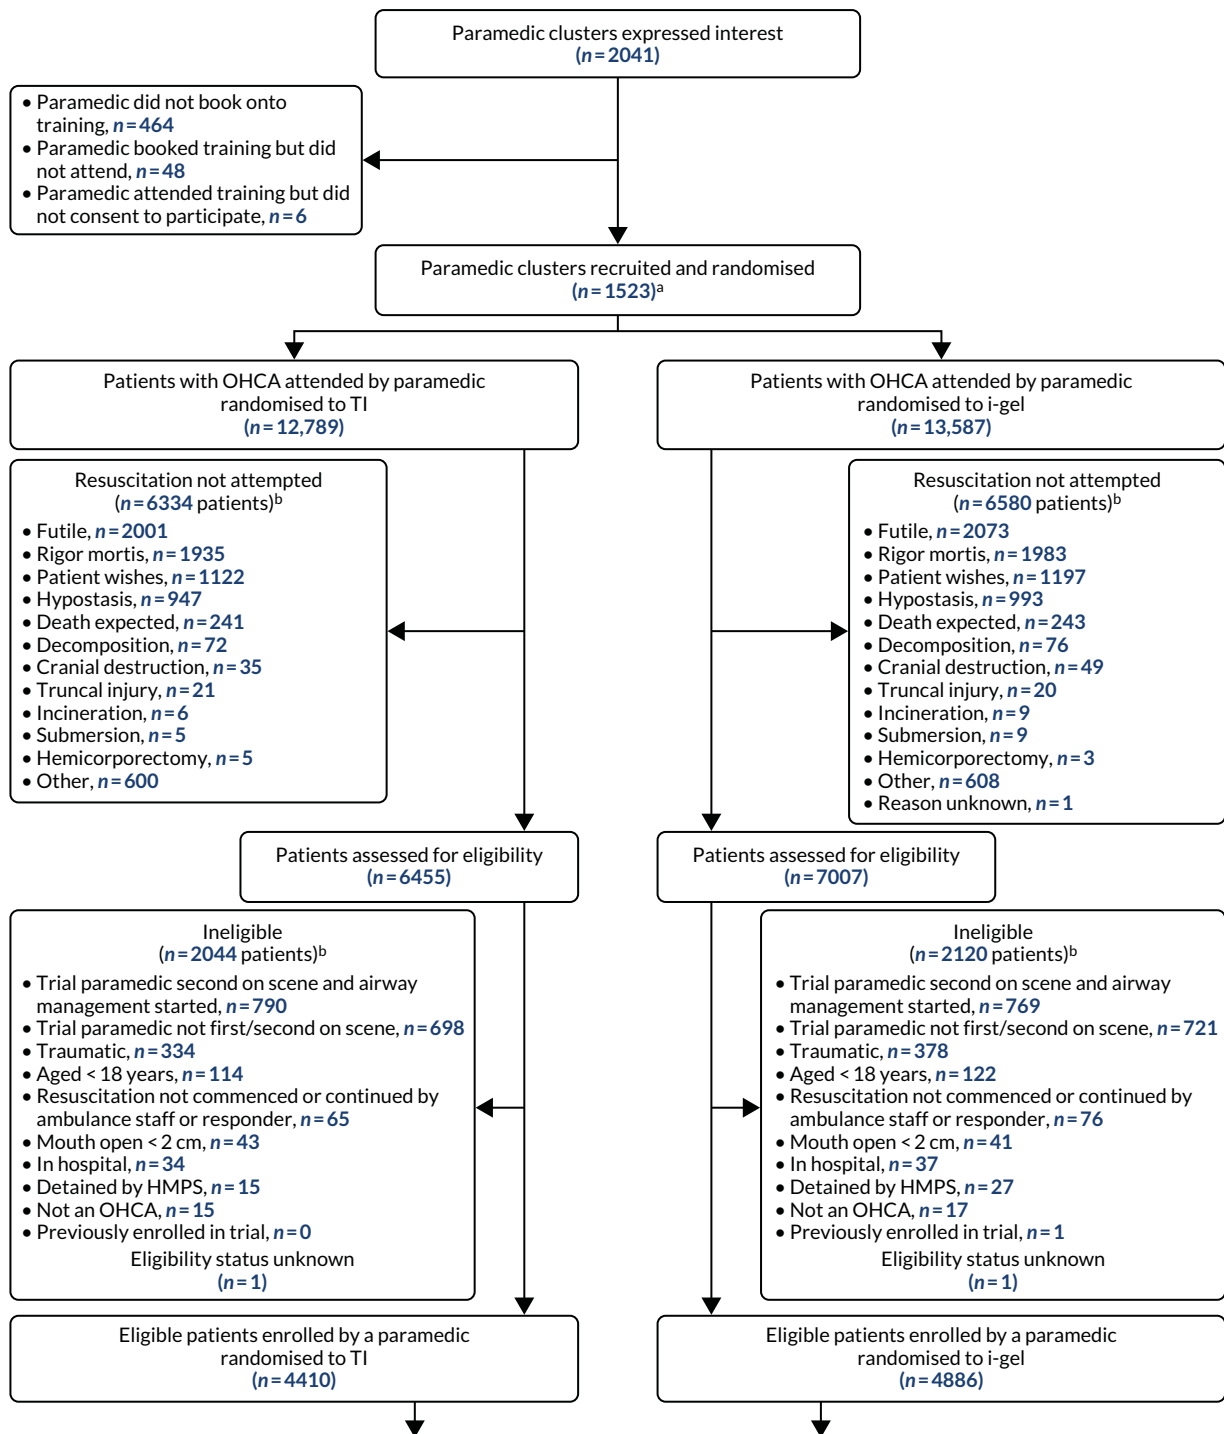 Paramedic clusters expressed interest
(n=2041)
• Paramedic did not book onto
training, n=464
• Paramedic booked training but did
not attend, n=48
• Paramedic attended training but did
not consent to participate, n=6
Paramedic clusters recruited and randomised
(n=1523)a
Patients with OHCA attended by paramedic
randomised to TI
(n=12,789)
Patients with OHCA attended by paramedic
randomised to i-gel
(n=13,587)
Resuscitation not attempted
(n=6334 patients)b
• Futile, n=2001
• Rigor mortis, n=1935
• Patient wishes, n=1122
• Hypostasis, n=947
• Death expected, n=241
• Decomposition, n=72
• Cranial destruction, n=35
• Truncal injury, n=21
• Incineration, n=6
• Submersion, n=5
• Hemicorporectomy, n=5
• Other, n=600
Resuscitation not attempted
(n=6580 patients)b
• Futile, n=2073
• Rigor mortis, n=1983
• Patient wishes, n=1197
• Hypostasis, n=993
• Death expected, n=243
• Decomposition, n=76
• Cranial destruction, n=49
• Truncal injury, n=20
• Incineration, n=9
• Submersion, n=9
• Hemicorporectomy, n=3
• Other, n=608
• Reason unknown, n=1
Patients assessed for eligibility
(n=6455)
Patients assessed for eligibility
(n=7007)
Ineligible
(n=2044 patients)b
• Trial paramedic second on scene and airway
management started, n=790
• Trial paramedic not first/second on scene, n=698
• Traumatic, n=334
• Aged < 18 years, n=114
• Resuscitation not commenced or continued by
ambulance staff or responder, n=65
• Mouth open < 2 cm, n=43
• In hospital, n=34
• Detained by HMPS, n=15
• Not an OHCA, n=15
• Previously enrolled in trial, n=0
Eligibility status unknown
(n=1)
Ineligible
(n=2120 patients)b
• Trial paramedic second on scene and airway
management started, n=769
• Trial paramedic not first/second on scene, n=721
• Traumatic, n=378
• Aged < 18 years, n=122
• Resuscitation not commenced or continued by
ambulance staff or responder, n=76
• Mouth open < 2 cm, n=41
• In hospital, n=37
• Detained by HMPS, n=27
• Not an OHCA, n=17
• Previously enrolled in trial, n=1
Eligibility status unknown
(n=1)
Eligible patients enrolled by a paramedic
randomised to TI
(n=4410)
Eligible patients enrolled by a paramedic
randomised to i-gel
(n=4886)